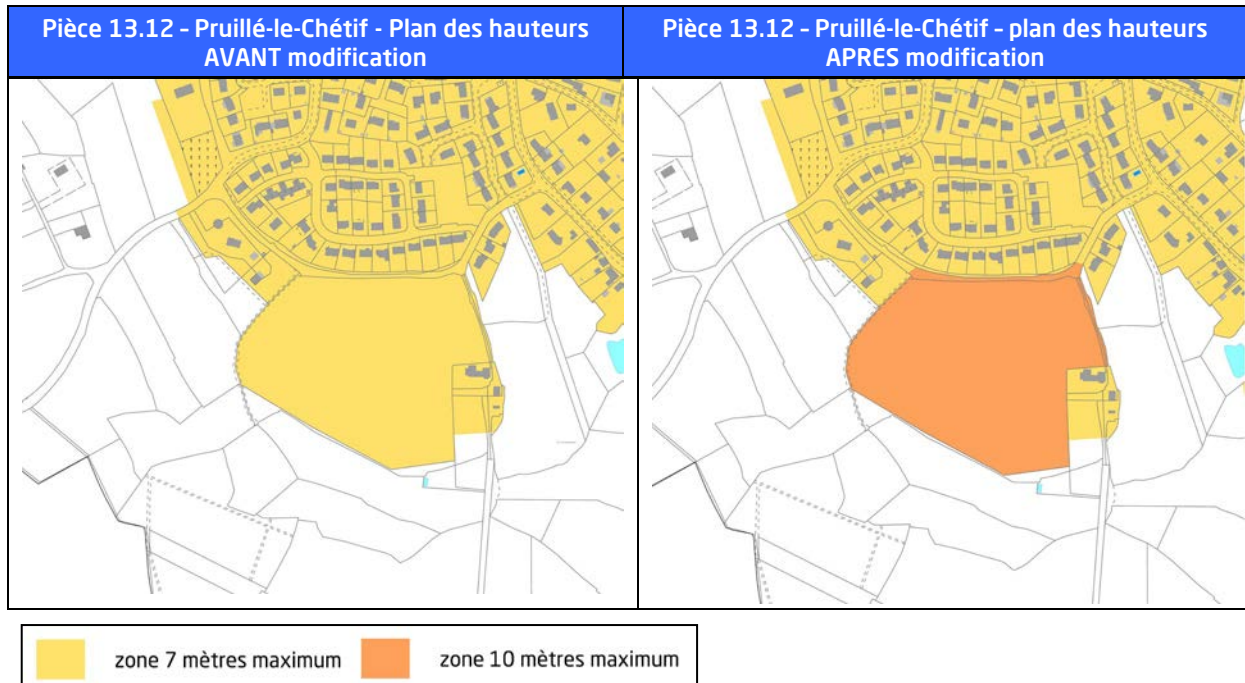 Pièce 13.12 – Pruillé-le-Chétif - Plan des hauteurs
AVANT modification
Pièce 13.12 – Pruillé-le-Chétif – plan des hauteurs
APRES modification
zone 7 mètres maximum
zone 10 mètres maximum